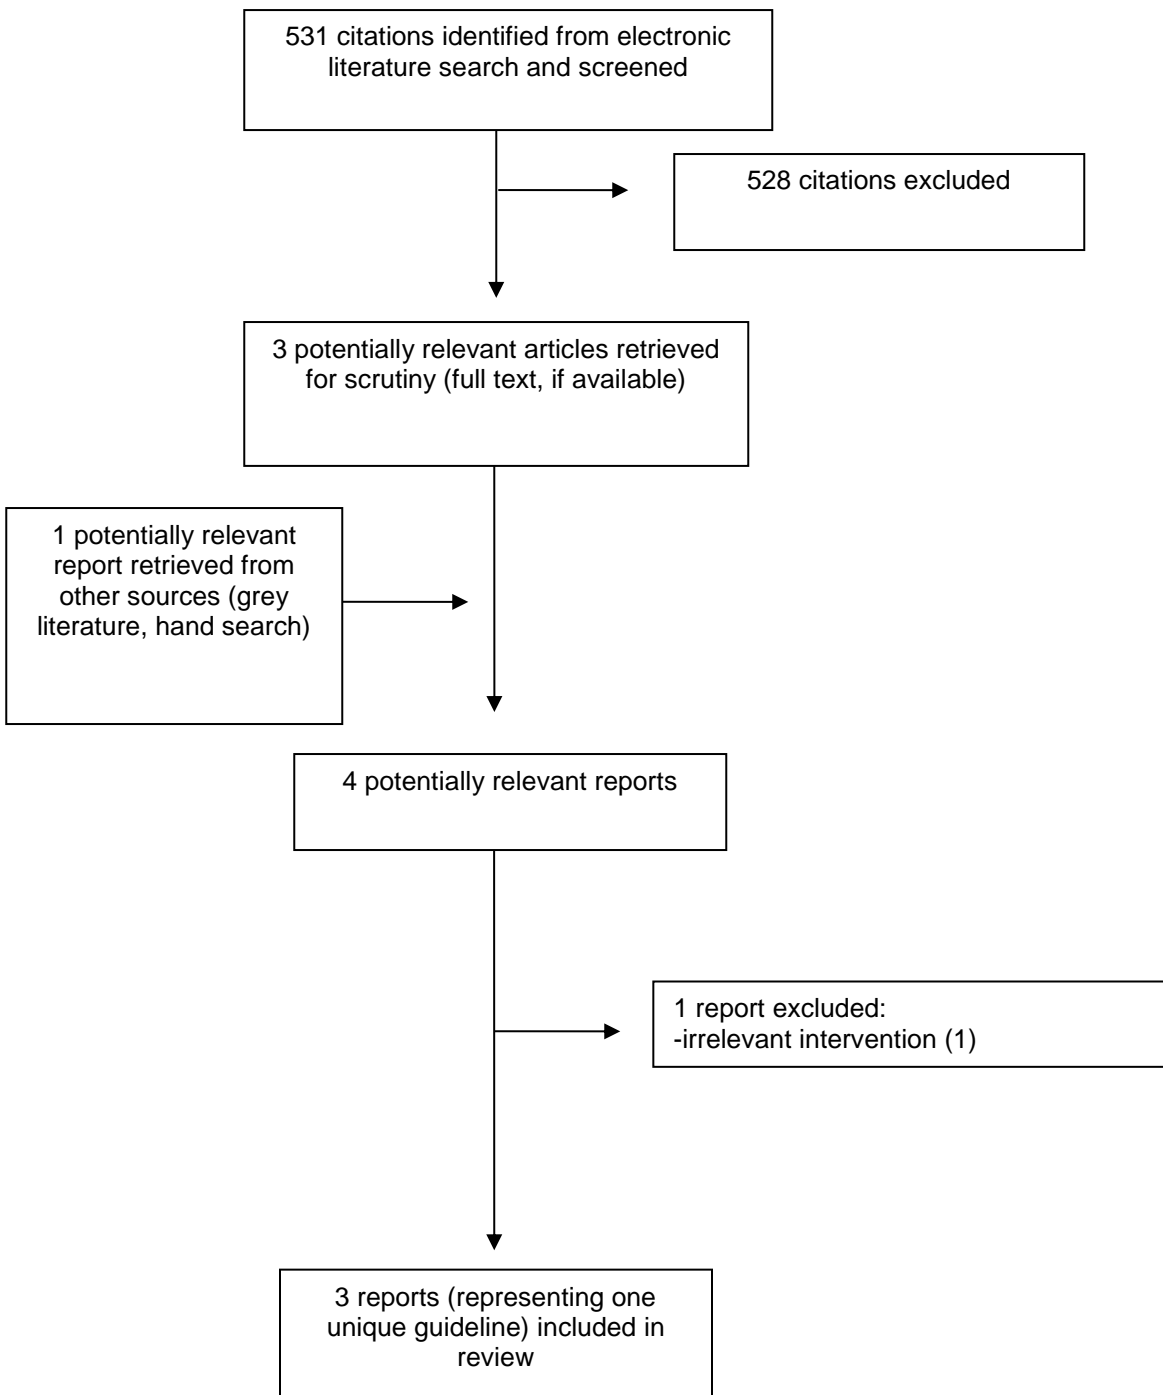 531 citations identified from electronic
literature search and screened
528 citations excluded
3 potentially relevant articles retrieved
for scrutiny (full text, if available)
1 potentially relevant
report retrieved from
other sources (grey
literature, hand search)
4 potentially relevant reports
1 report excluded:
-irrelevant intervention (1)
3 reports (representing one
unique guideline) included in
review